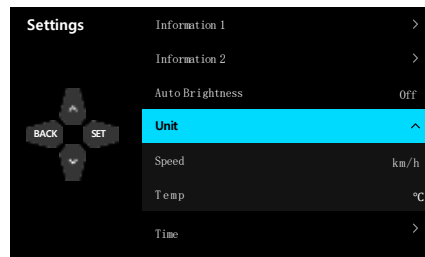 Settings
Information 1
Information 2
Auto Brightness Off
BACK SET
Unit
Speed km/h
Temp °C
Time